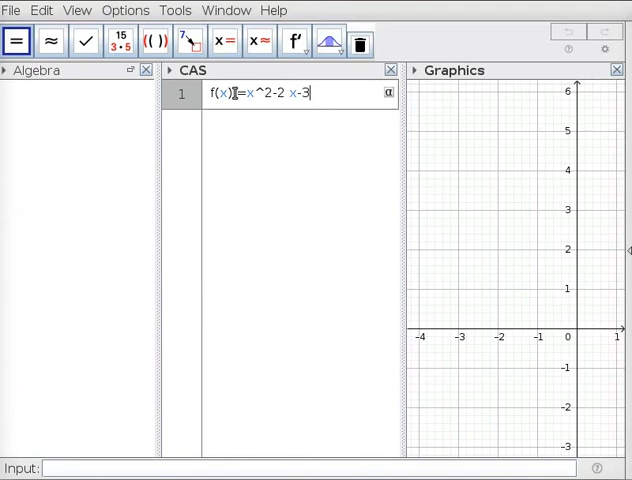 File Edit View Options Tools Window Help
= ≈ ✓ 15 3·5 (( )) 7 x= x≈ f'
Algebra
CAS
Graphics
1
f(x):=x^2-2 x-3
α
6
5
4
3
2
1
-4 -3 -2 -1 0 1
-1
-2
-3
Input: